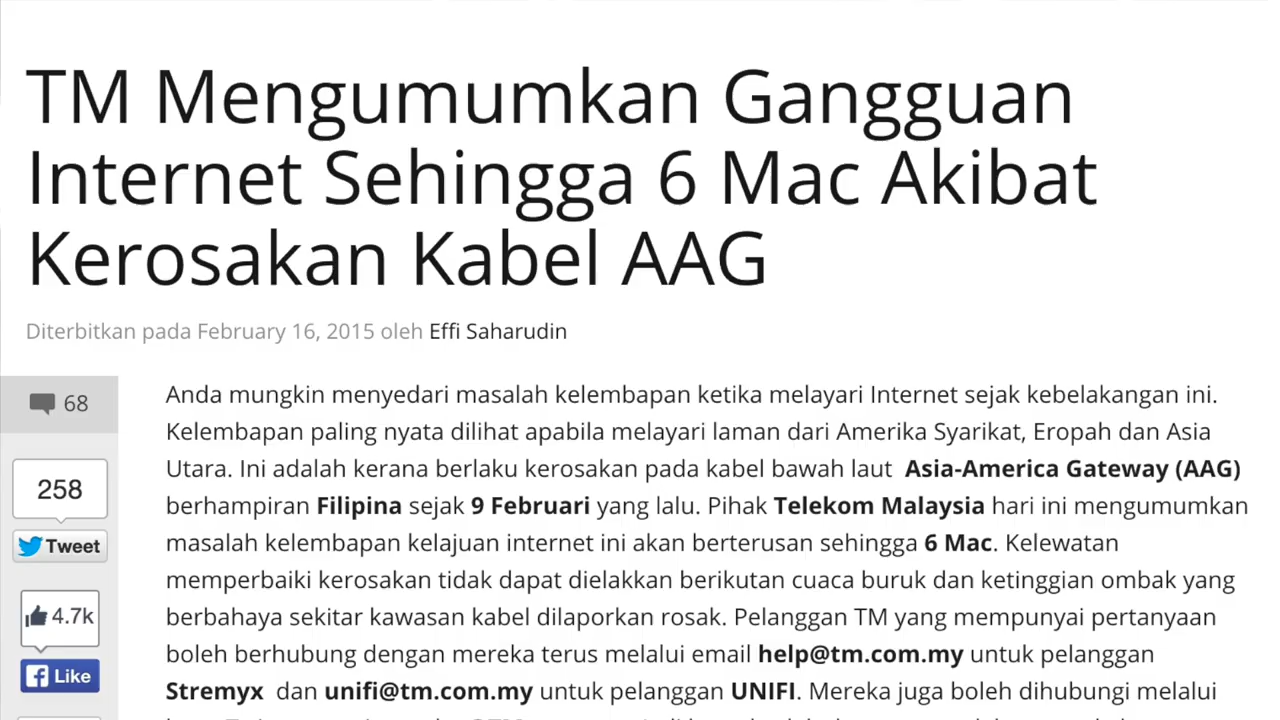 TM Mengumumkan Gangguan
Internet Sehingga 6 Mac Akibat
Kerosakan Kabel AAG
Diterbitkan pada February 16, 2015 oleh Effi Saharudin
68
258
Tweet
4.7k
Like
Anda mungkin menyedari masalah kelembapan ketika melayari Internet sejak kebelakangan ini.
Kelembapan paling nyata dilihat apabila melayari laman dari Amerika Syarikat, Eropah dan Asia
Utara. Ini adalah kerana berlaku kerosakan pada kabel bawah laut Asia-America Gateway (AAG)
berhampiran Filipina sejak 9 Februari yang lalu. Pihak Telekom Malaysia hari ini mengumumkan
masalah kelembapan kelajuan internet ini akan berterusan sehingga 6 Mac. Kelewatan
memperbaiki kerosakan tidak dapat dielakkan berikutan cuaca buruk dan ketinggian ombak yang
berbahaya sekitar kawasan kabel dilaporkan rosak. Pelanggan TM yang mempunyai pertanyaan
boleh berhubung dengan mereka terus melalui email help@tm.com.my untuk pelanggan
Stremyx dan unifi@tm.com.my untuk pelanggan UNIFI. Mereka juga boleh dihubungi melalui